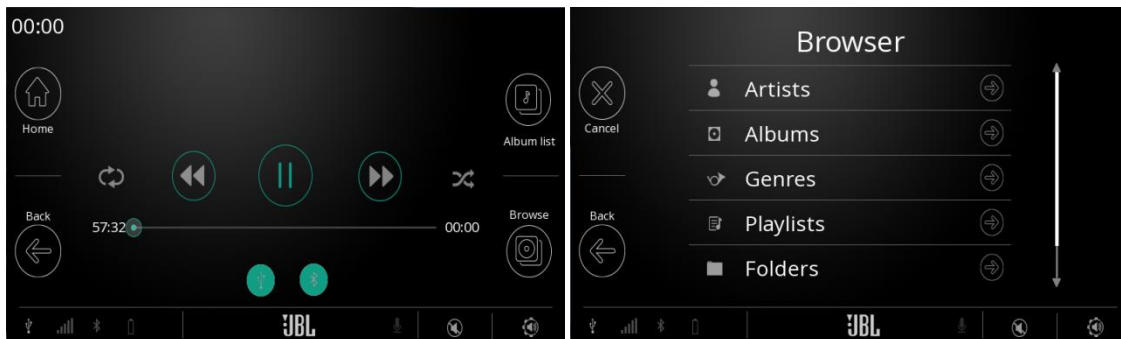 00:00
Home
Album list
Back
57:32
00:00
Browse
JBL
Browser
Cancel
Artists
Albums
Genres
Back
Playlists
Folders
JBL